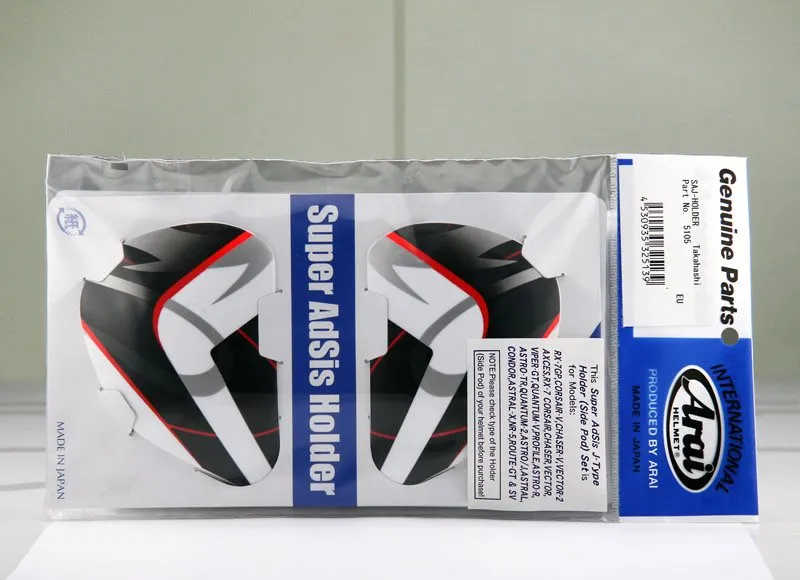 Super AdSis Holder
MADE IN JAPAN
This Super AdSis J-Type
Holder (Side Pod) Set is
for Models:
RX-7GP,CORSAIR-V,CHASER-V,VECTOR-2
AXCES,RX-7 CORSAIR,CHASER,VECTOR,
VIPER-GT,QUANTUM-V,PROFILE,ASTRO-R,
ASTRO-TR,QUANTUM-2,ASTRO/J,ASTRAL,
CONDOR,ASTRAL-X,NR-5,ROUTE-GT & SV
NOTE:Please check type of the Holder
(Side Pod) of your helmet before purchase!
Genuine Parts
SAJ-HOLDER Takahashi
Part No. 5105 EU
4 530935 325139
INTERNATIONAL
Arai
HELMET
PRODUCED BY ARAI
MADE IN JAPAN